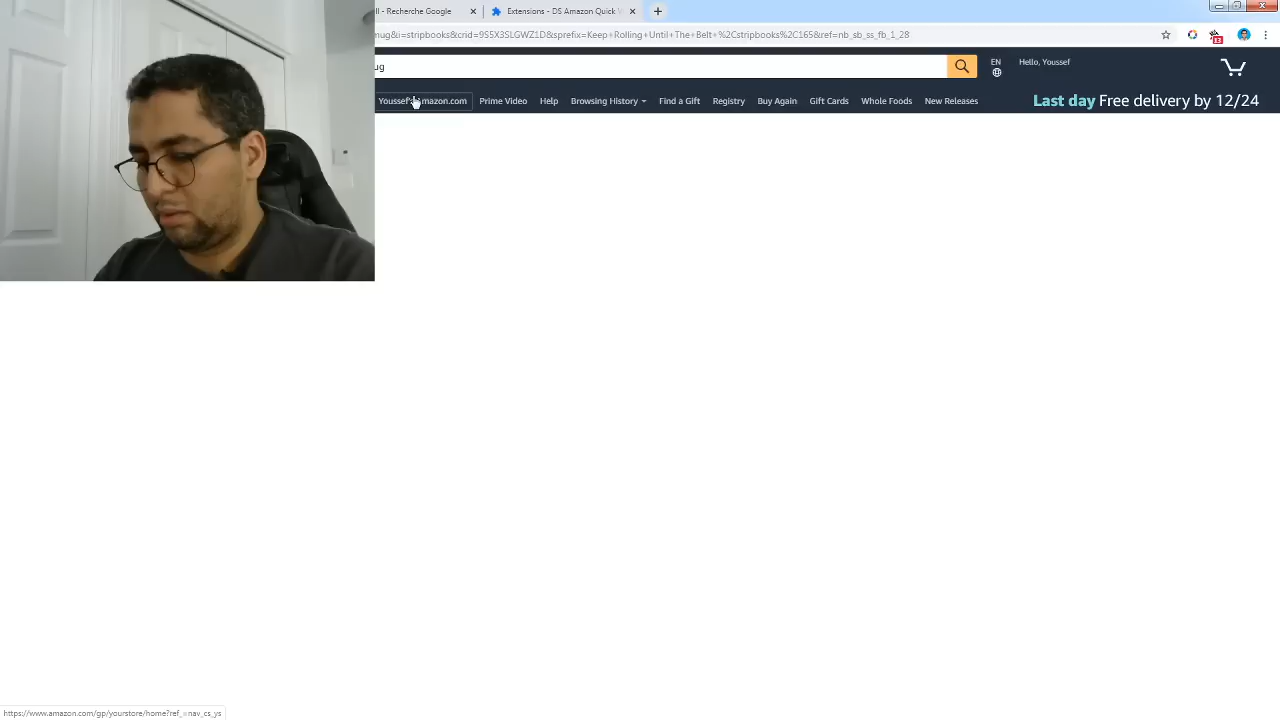 ll - Recherche Google
Extensions - DS Amazon Quick V
mug&i=stripbooks&crid=9S5X3SLGWZ1D&sprefix=Keep+Rolling+Until+The+Belt+%2Cstripbooks%2C165&ref=nb_sb_ss_fb_1_28
ug
EN
Hello, Youssef
Youssef's Amazon.com Prime Video Help Browsing History Find a Gift Registry Buy Again Gift Cards Whole Foods New Releases
Last day Free delivery by 12/24
https://www.amazon.com/gp/yourstore/home?ref_=nav_cs_ys